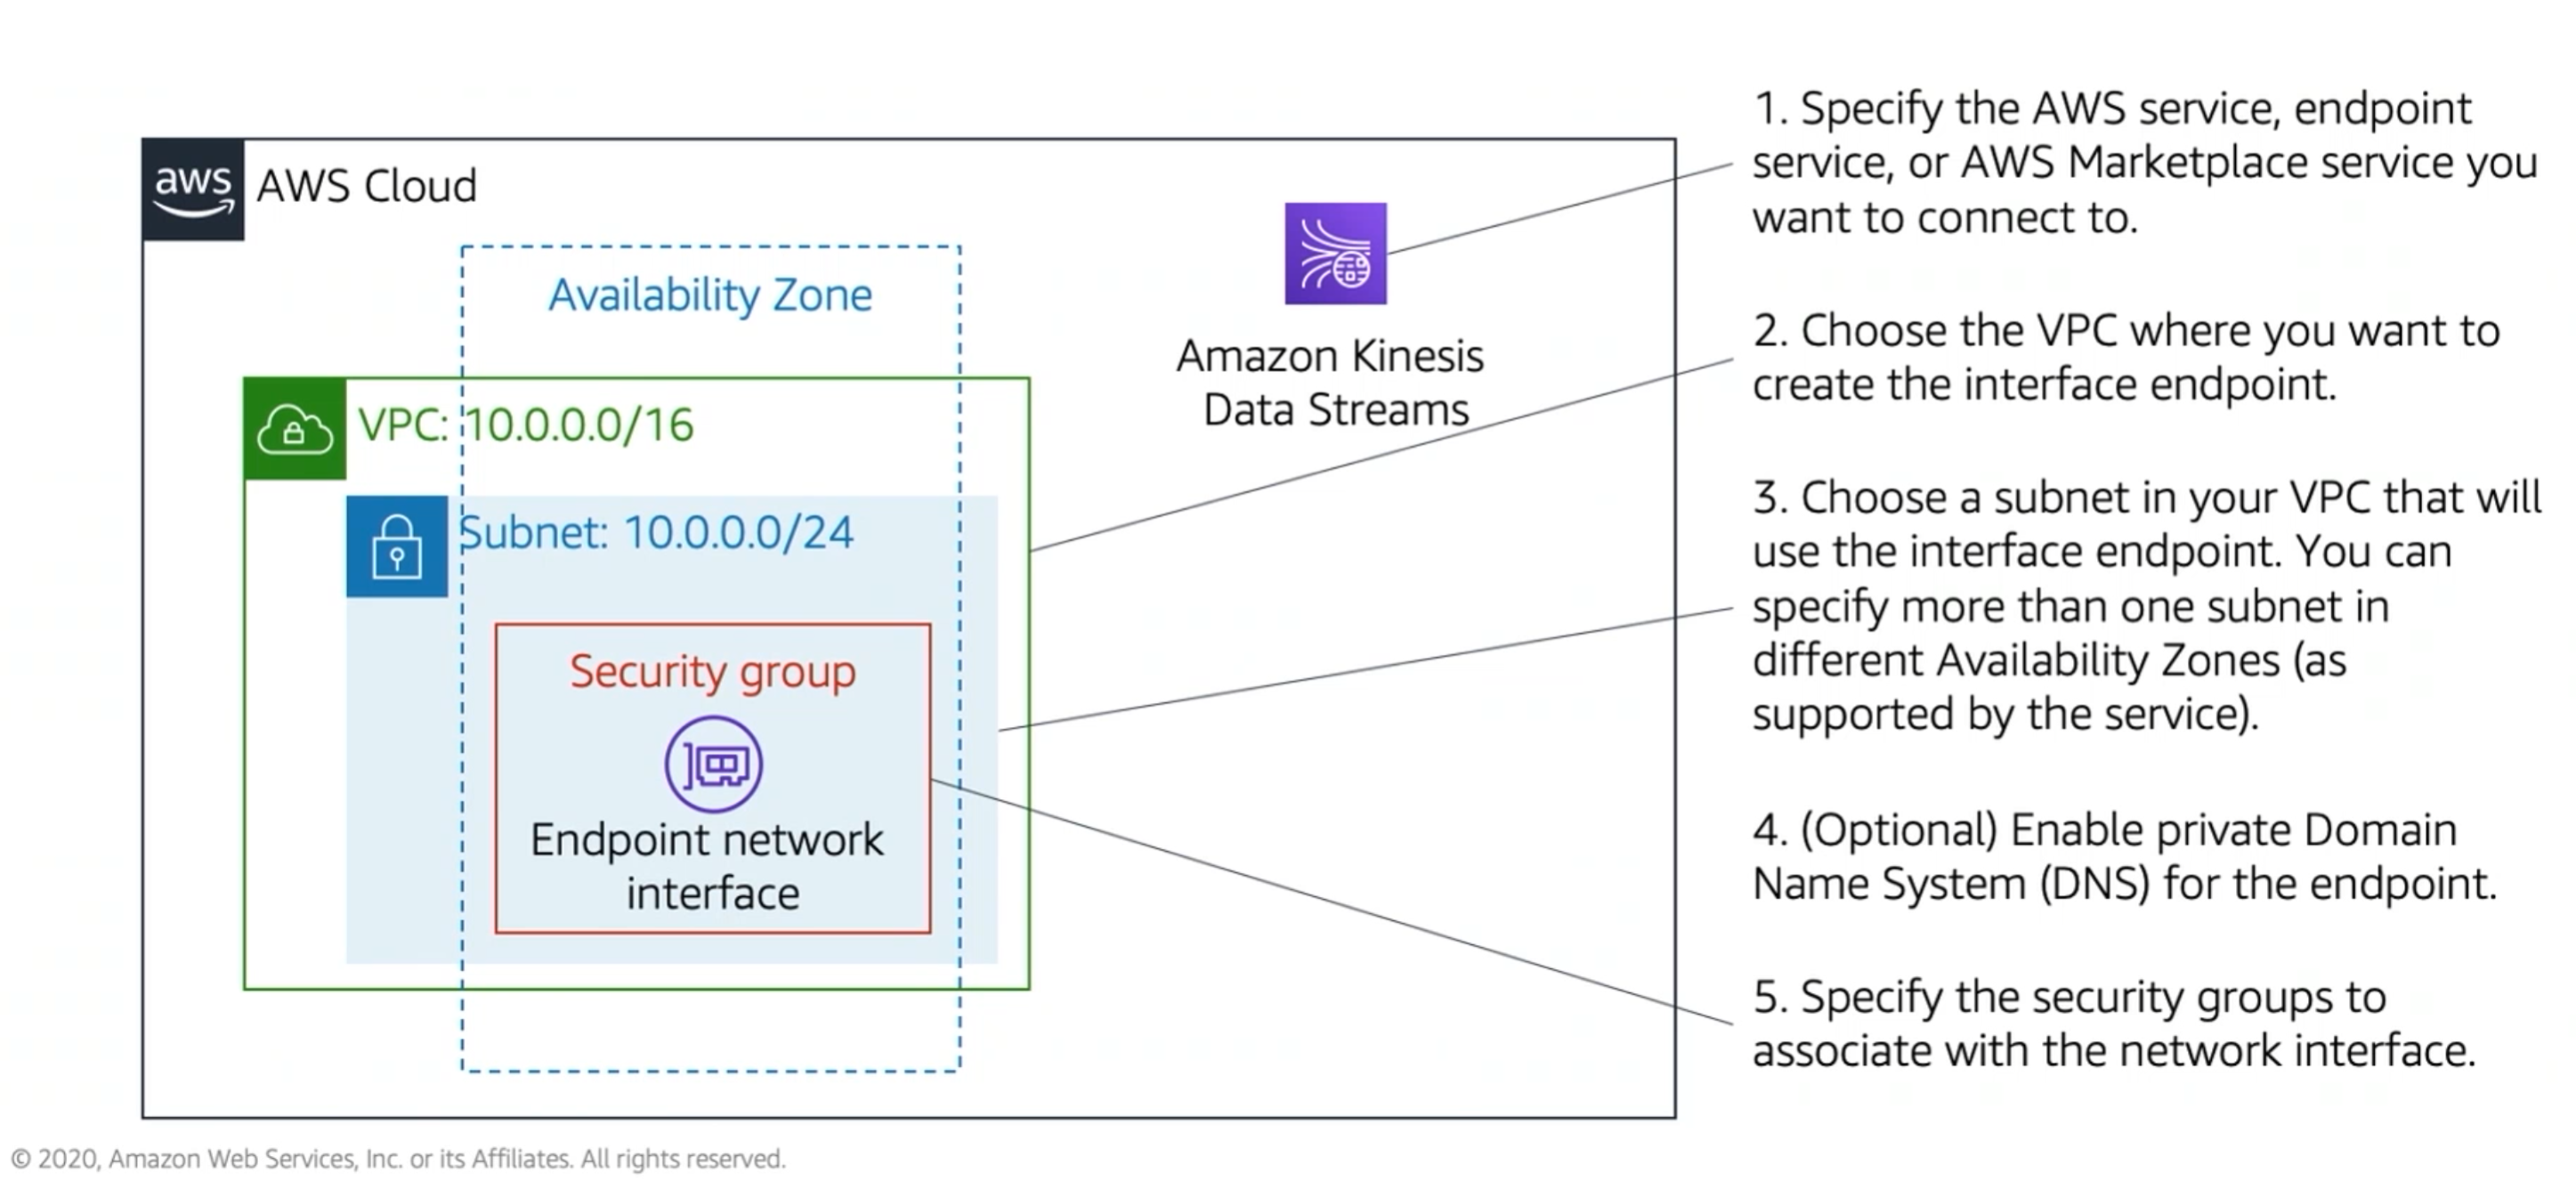 aws
AWS Cloud
Availability Zone
VPC: 10.0.0.0/16
Subnet: 10.0.0.0/24
Security group
Endpoint network
interface
Amazon Kinesis
Data Streams
1. Specify the AWS service, endpoint
service, or AWS Marketplace service you
want to connect to.
2. Choose the VPC where you want to
create the interface endpoint.
3. Choose a subnet in your VPC that will
use the interface endpoint. You can
specify more than one subnet in
different Availability Zones (as
supported by the service).
4. (Optional) Enable private Domain
Name System (DNS) for the endpoint.
5. Specify the security groups to
associate with the network interface.
© 2020, Amazon Web Services, Inc. or its Affiliates. All rights reserved.